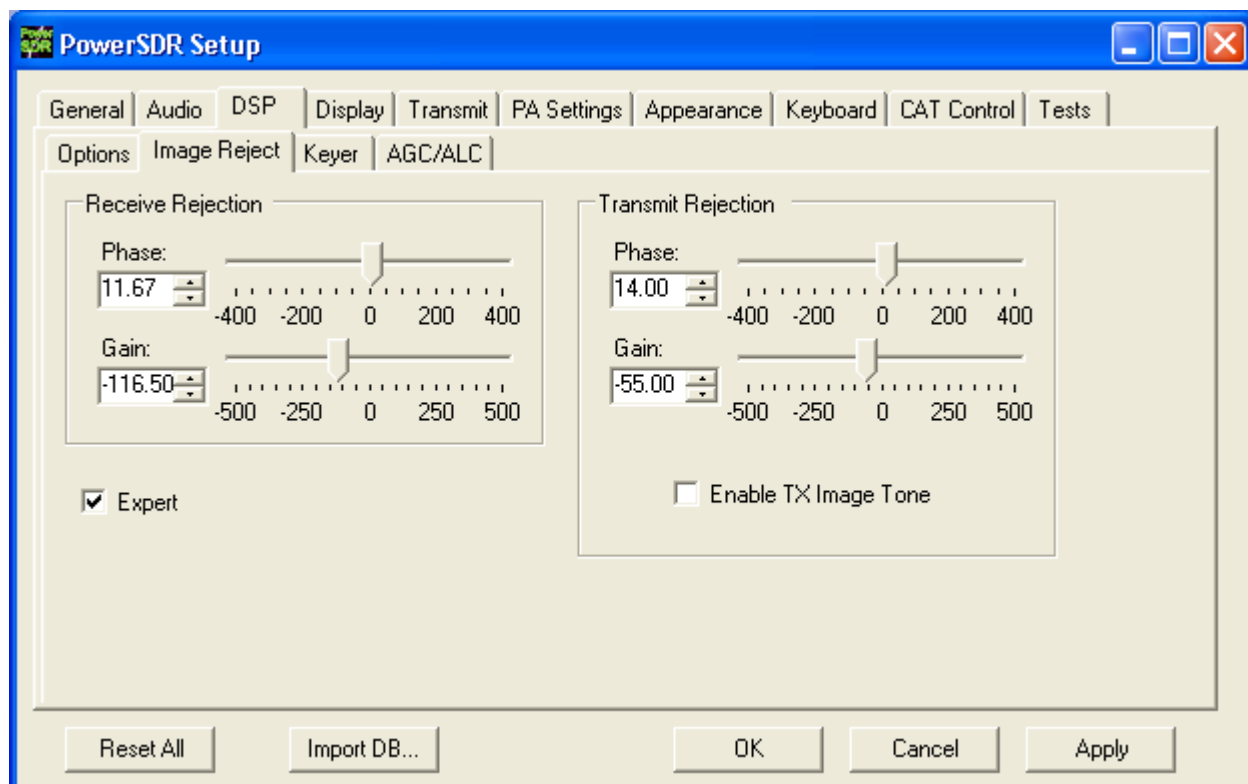 Power SDR
PowerSDR Setup
General Audio DSP Display Transmit PA Settings Appearance Keyboard CAT Control Tests
Options Image Reject Keyer AGC/ALC
Receive Rejection
Phase:
11.67
-400 -200 0 200 400
Gain:
-116.50
-500 -250 0 250 500
Expert
Transmit Rejection
Phase:
14.00
-400 -200 0 200 400
Gain:
-55.00
-500 -250 0 250 500
Enable TX Image Tone
Reset All Import DB... OK Cancel Apply